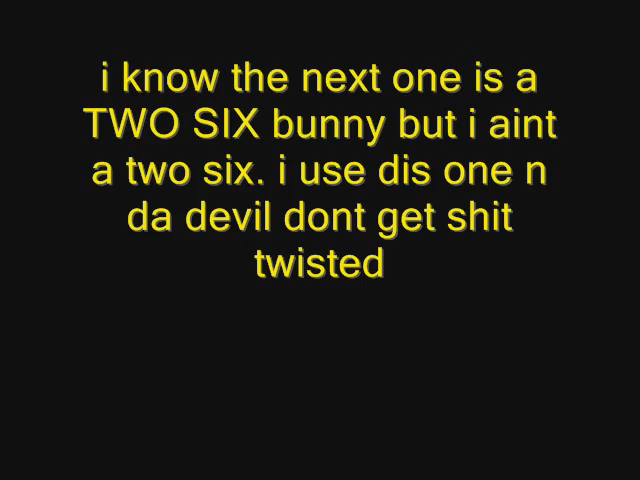 i know the next one is a
TWO SIX bunny but i aint
a two six. i use dis one n
da devil dont get shit
twisted